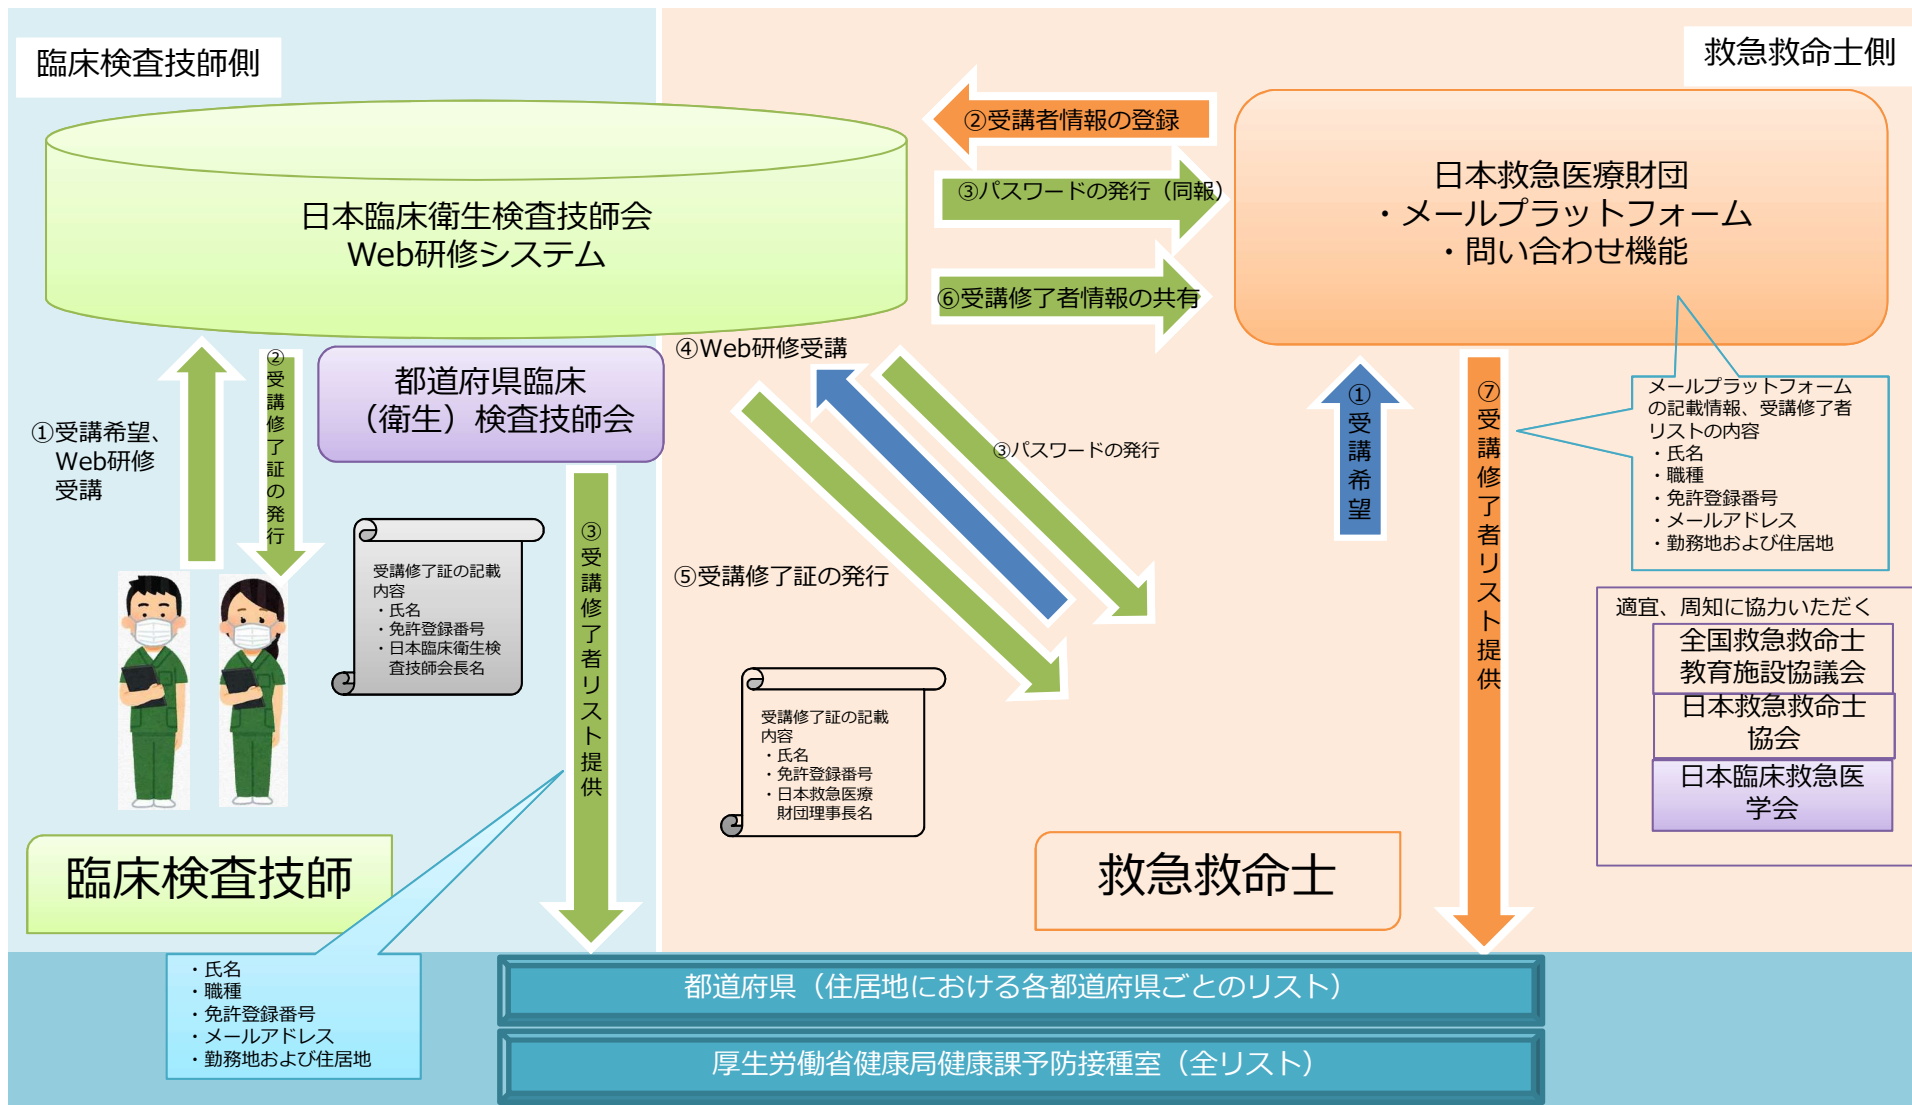 臨床検査技師側
救急救命士側
日本臨床衛生検査技師会
Web研修システム
②受講者情報の登録
③パスワードの発行（同報）
⑥受講修了者情報の共有
日本救急医療財団
・メールプラットフォーム
・問い合わせ機能
①受講希望、
Web研修
受講
②受講修了証の発行
都道府県臨床
（衛生）検査技師会
④Web研修受講
③パスワードの発行
⑤受講修了証の発行
①受講希望
⑦受講修了者リスト提供
メールプラットフォーム
の記載情報、受講修了者
リストの内容
・氏名
・職種
・免許登録番号
・メールアドレス
・勤務地および住居地
受講修了証の記載
内容
・氏名
・免許登録番号
・日本臨床衛生検
査技師会長名
③受講修了者リスト提供
受講修了証の記載
内容
・氏名
・免許登録番号
・日本救急医療
財団理事長名
適宜、周知に協力いただく
全国救急救命士
教育施設協議会
日本救急救命士
協会
日本臨床救急医
学会
臨床検査技師
救急救命士
・氏名
・職種
・免許登録番号
・メールアドレス
・勤務地および住居地
都道府県（住居地における各都道府県ごとのリスト）
厚生労働省健康局健康課予防接種室（全リスト）